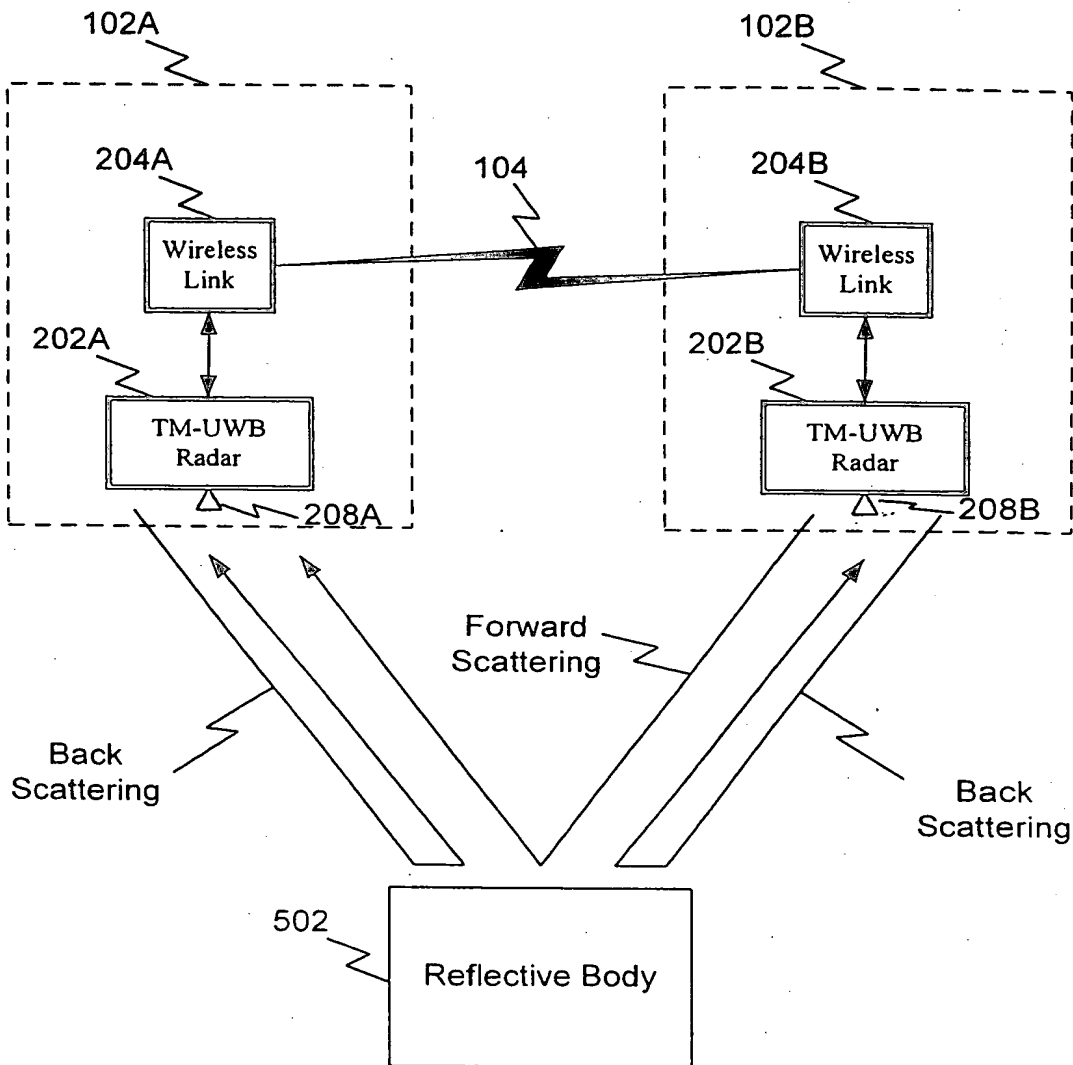 102A
102B
204A
104
204B
Wireless
Link
Wireless
Link
202A
202B
TM-UWB
Radar
TM-UWB
Radar
208A
208B
Forward
Scattering
Back
Scattering
Back
Scattering
502
Reflective Body